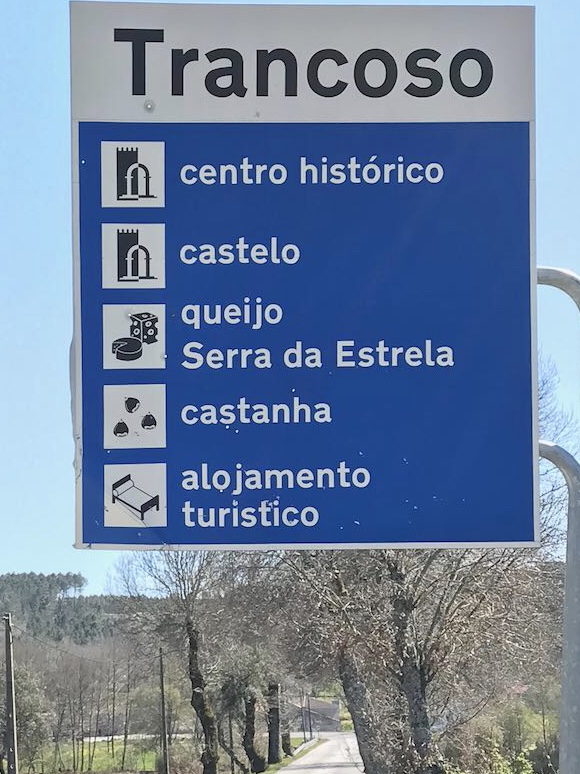 Trancoso
centro histórico
castelo
queijo
Serra da Estrela
castanha
alojamento
turistico